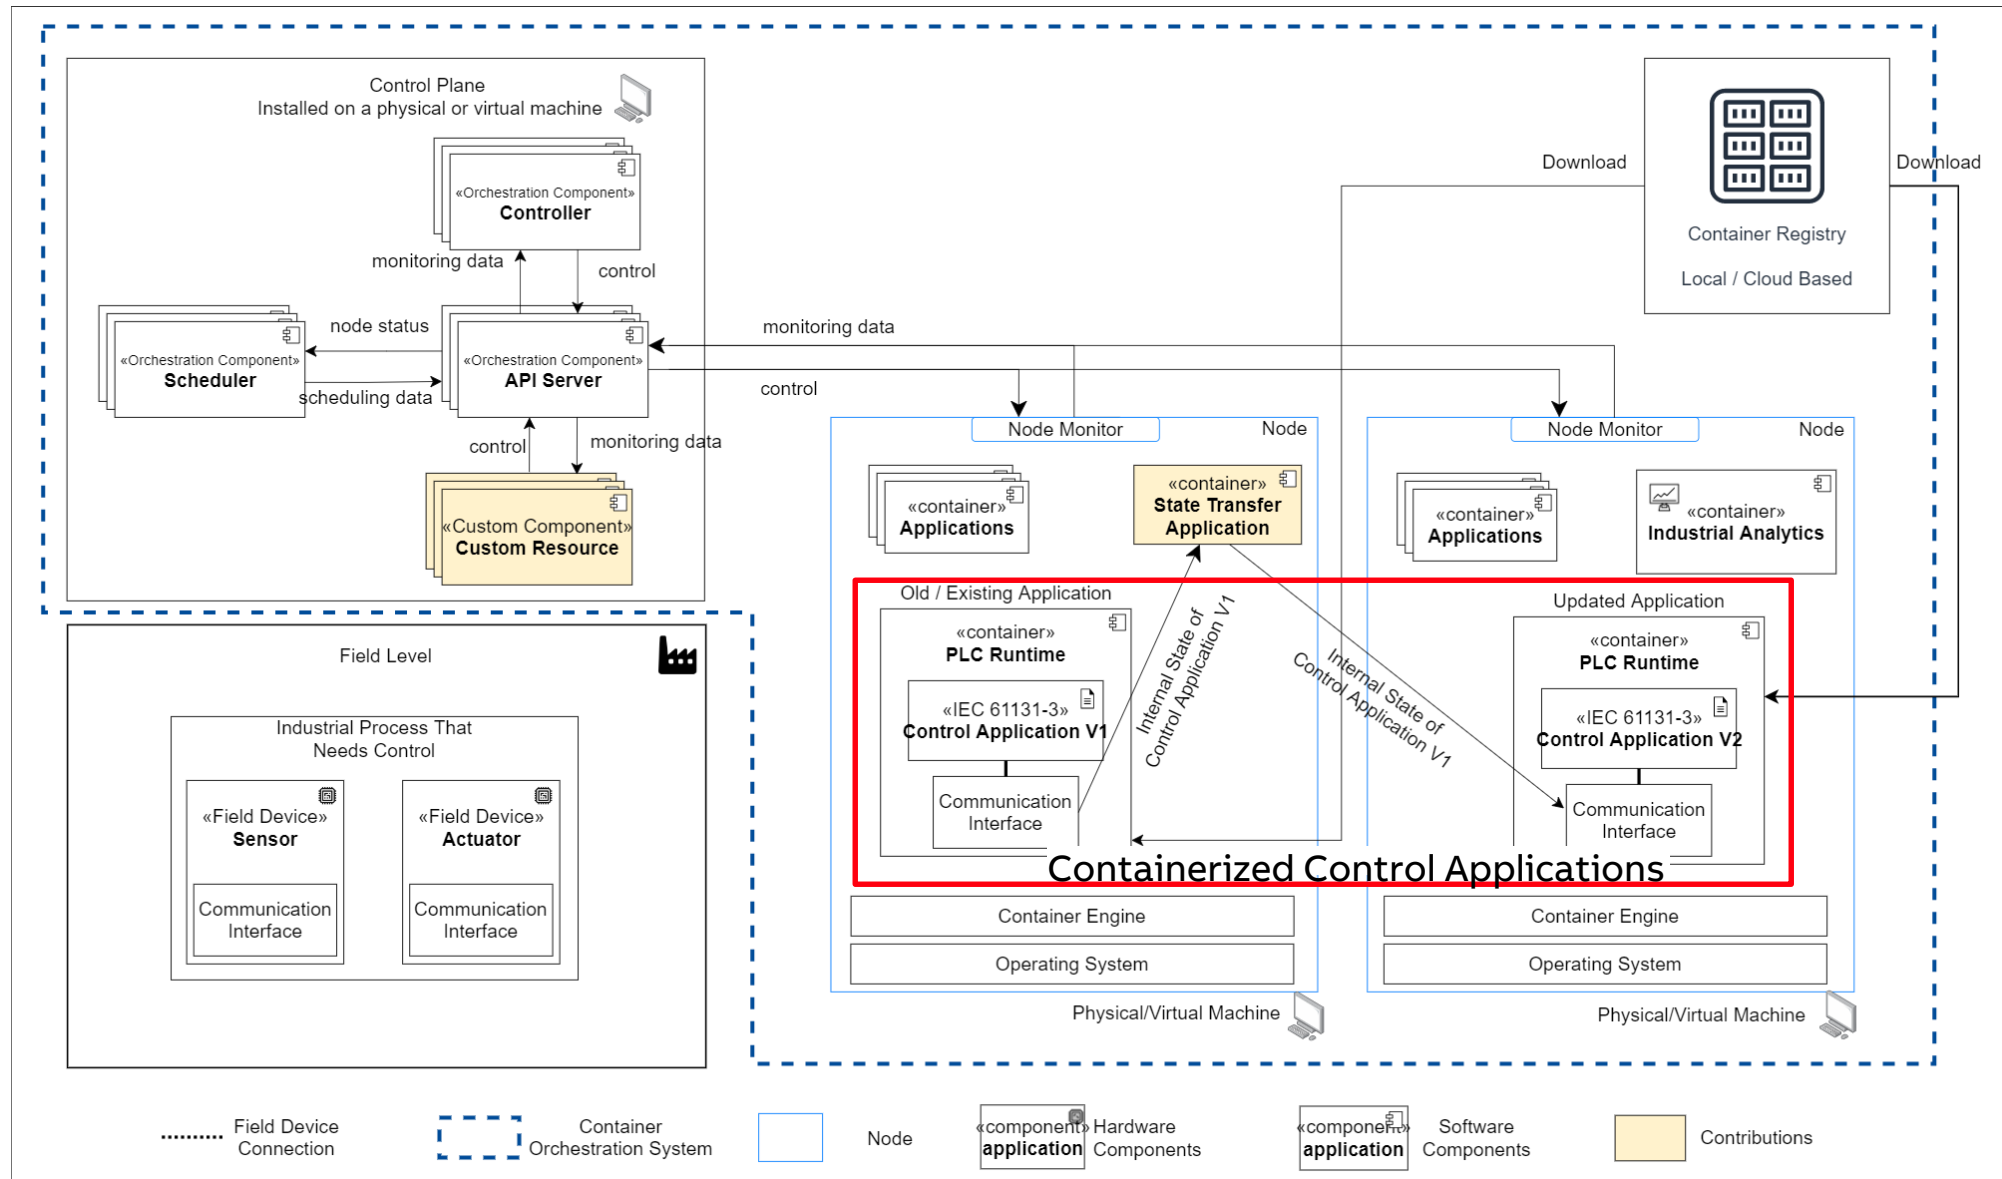 Control Plane
Installed on a physical or virtual machine
«Orchestration Component»
Controller
monitoring data
control
node status
«Orchestration Component»
Scheduler
scheduling data
«Orchestration Component»
API Server
control
monitoring data
«Custom Component»
Custom Resource
monitoring data
control
Download
Download
Container Registry
Local / Cloud Based
Node Monitor
Node
«container»
Applications
«container»
State Transfer
Application
Old / Existing Application
«container»
PLC Runtime
«IEC 61131-3»
Control Application V1
Communication
Interface
Internal State of
Control Application V1
Internal State of
Control Application V1
Node Monitor
Node
«container»
Applications
«container»
Industrial Analytics
Updated Application
«container»
PLC Runtime
«IEC 61131-3»
Control Application V2
Communication
Interface
Containerized Control Applications
Container Engine
Operating System
Physical/Virtual Machine
Container Engine
Operating System
Physical/Virtual Machine
Field Level
Industrial Process That
Needs Control
«Field Device»
Sensor
Communication
Interface
«Field Device»
Actuator
Communication
Interface
Field Device
Connection
Container
Orchestration System
Node
«component»
application
Hardware
Components
«component»
application
Software
Components
Contributions